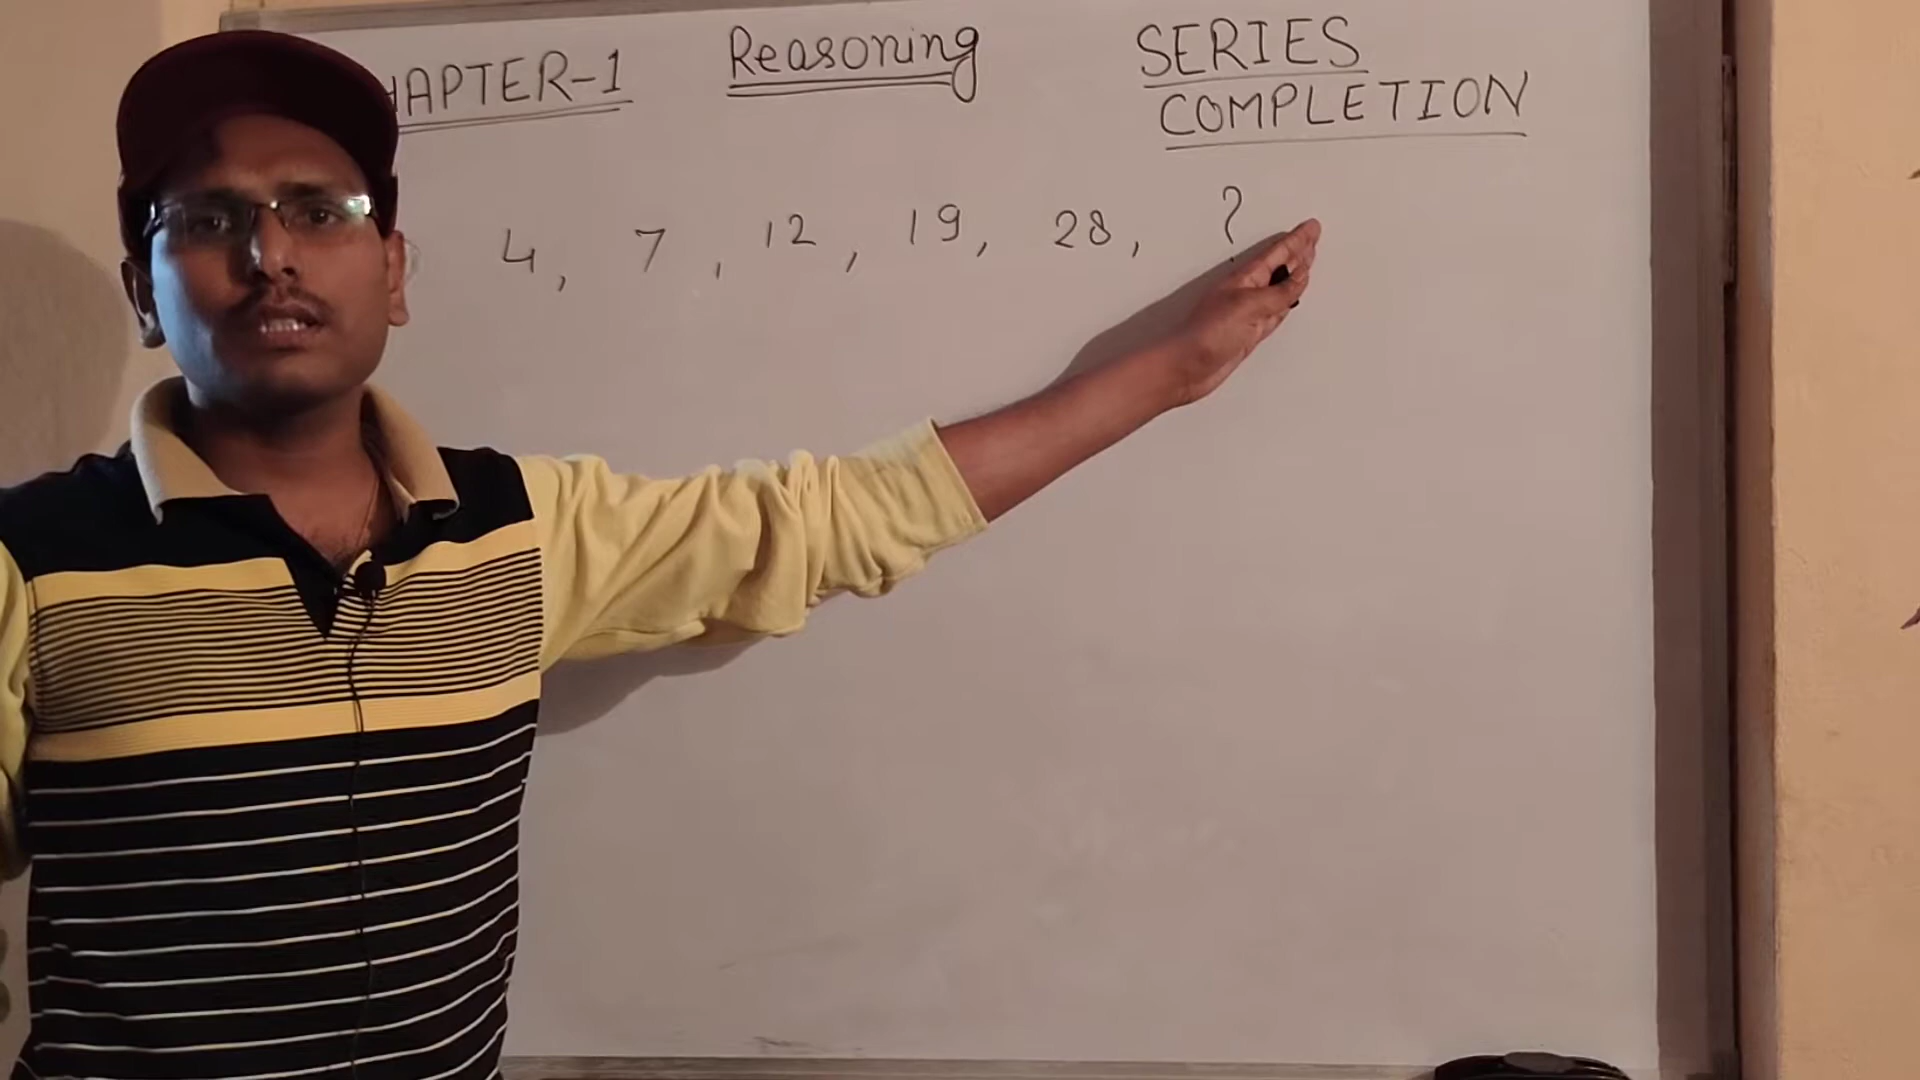 HAPTER-1 Reasoning SERIES
COMPLETION
4, 7, 12, 19, 28, ?